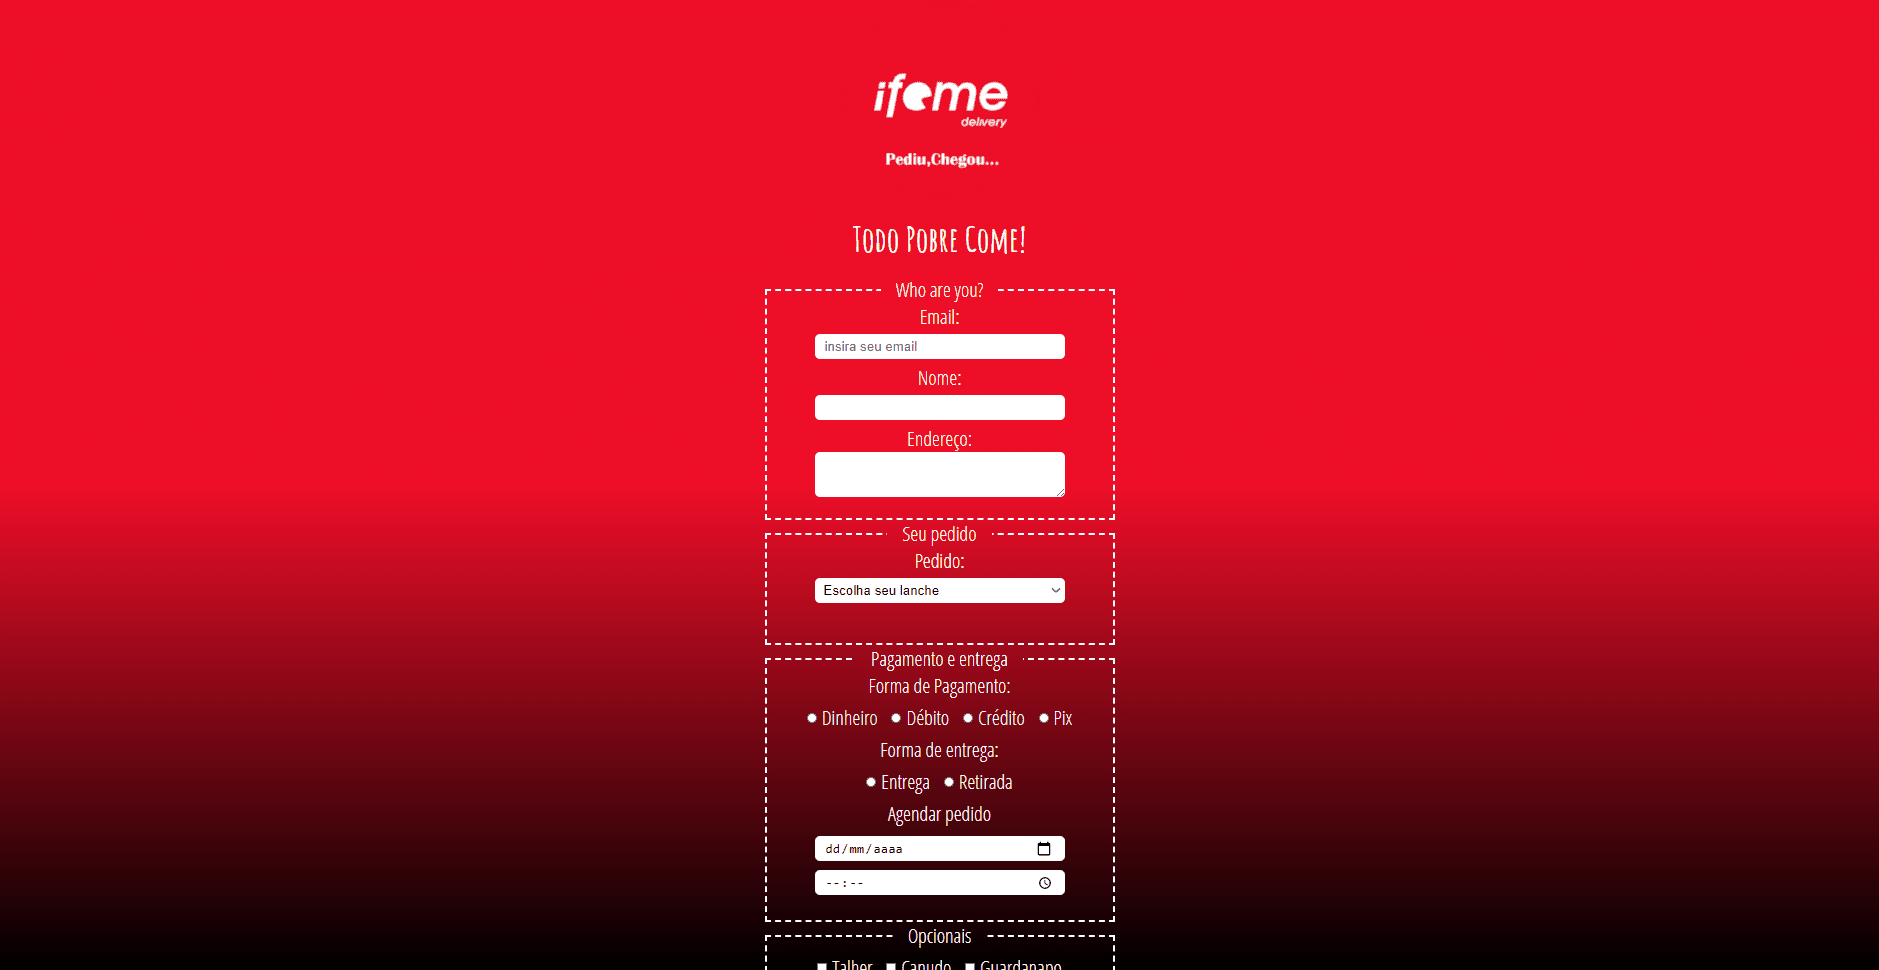 ifome
delivery
Pediu,Chegou...
Todo Pobre Come!
Who are you?
Email:
insira seu email
Nome:
Endereço:
Seu pedido
Pedido:
Escolha seu lanche
Pagamento e entrega
Forma de Pagamento:
Dinheiro Débito Crédito Pix
Forma de entrega:
Entrega Retirada
Agendar pedido
dd/mm/aaaa
--:--
Opcionais
Talher Canudo Guardanapo